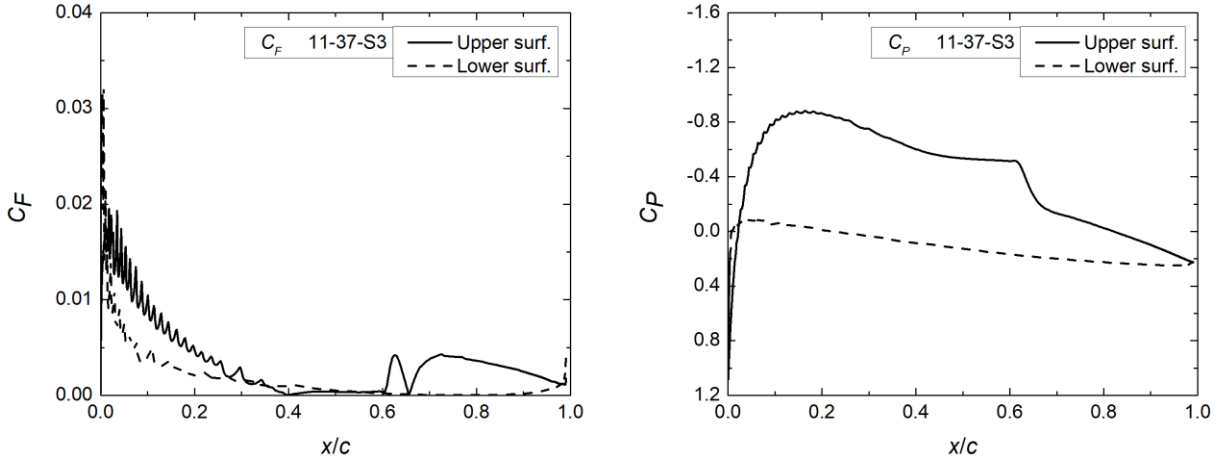 0.04
0.03
0.02
0.01
0.00
C_F
C_F 11-37-S3
Upper surf.
Lower surf.
0.0 0.2 0.4 0.6 0.8 1.0
x/c
-1.6
-1.2
-0.8
-0.4
0.0
0.4
0.8
1.2
C_P
C_P 11-37-S3
Upper surf.
Lower surf.
0.0 0.2 0.4 0.6 0.8 1.0
x/c